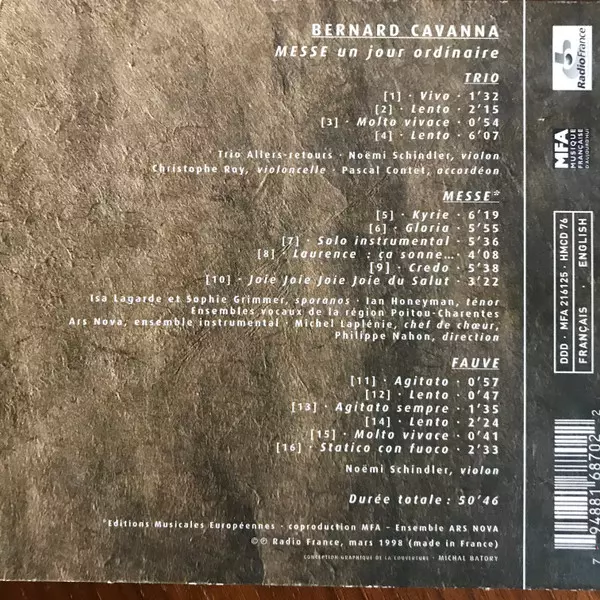 BERNARD CAVANNA
MESSE un jour ordinaire
TRIO
[1] · Vivo · 1'32
[2] · Lento · 2'15
[3] · Molto vivace · 0'54
[4] · Lento · 6'07
Trio Allers-retours · Noëmi Schindler, violon
Christophe Roy, violoncelle · Pascal Contet, accordéon
MESSE*
[5] · Kyrie · 6'19
[6] · Gloria · 5'55
[7] · Solo instrumental · 5'36
[8] · Laurence : ça sonne... · 4'08
[9] · Credo · 5'38
[10] · Joie Joie Joie Joie du Salut · 3'22
Isa Lagarde et Sophie Grimmer, sopranos · Ian Honeyman, ténor
Ensembles vocaux de la région Poitou-Charentes
Ars Nova, ensemble instrumental · Michel Laplénie, chef de chœur,
Philippe Nahon, direction
FAUVE
[11] · Agitato · 0'57
[12] · Lento · 0'47
[13] · Agitato sempre · 1'35
[14] · Lento · 2'24
[15] · Molto vivace · 0'41
[16] · Statico con fuoco · 2'33
Noëmi Schindler, violon
Durée totale : 50'46
*Editions Musicales Européennes · coproduction MFA - Ensemble ARS NOVA
© ℗ Radio France, mars 1998 (made in France)
CONCEPTION GRAPHIQUE DE LA COUVERTURE · MICHAL BATORY
RadioFrance
MFA
MUSIQUE
FRANÇAISE
D'AUJOURD'HUI
DDD · MFA 216125 · HMCD 76
FRANÇAIS · ENGLISH
7 94881 68702 2